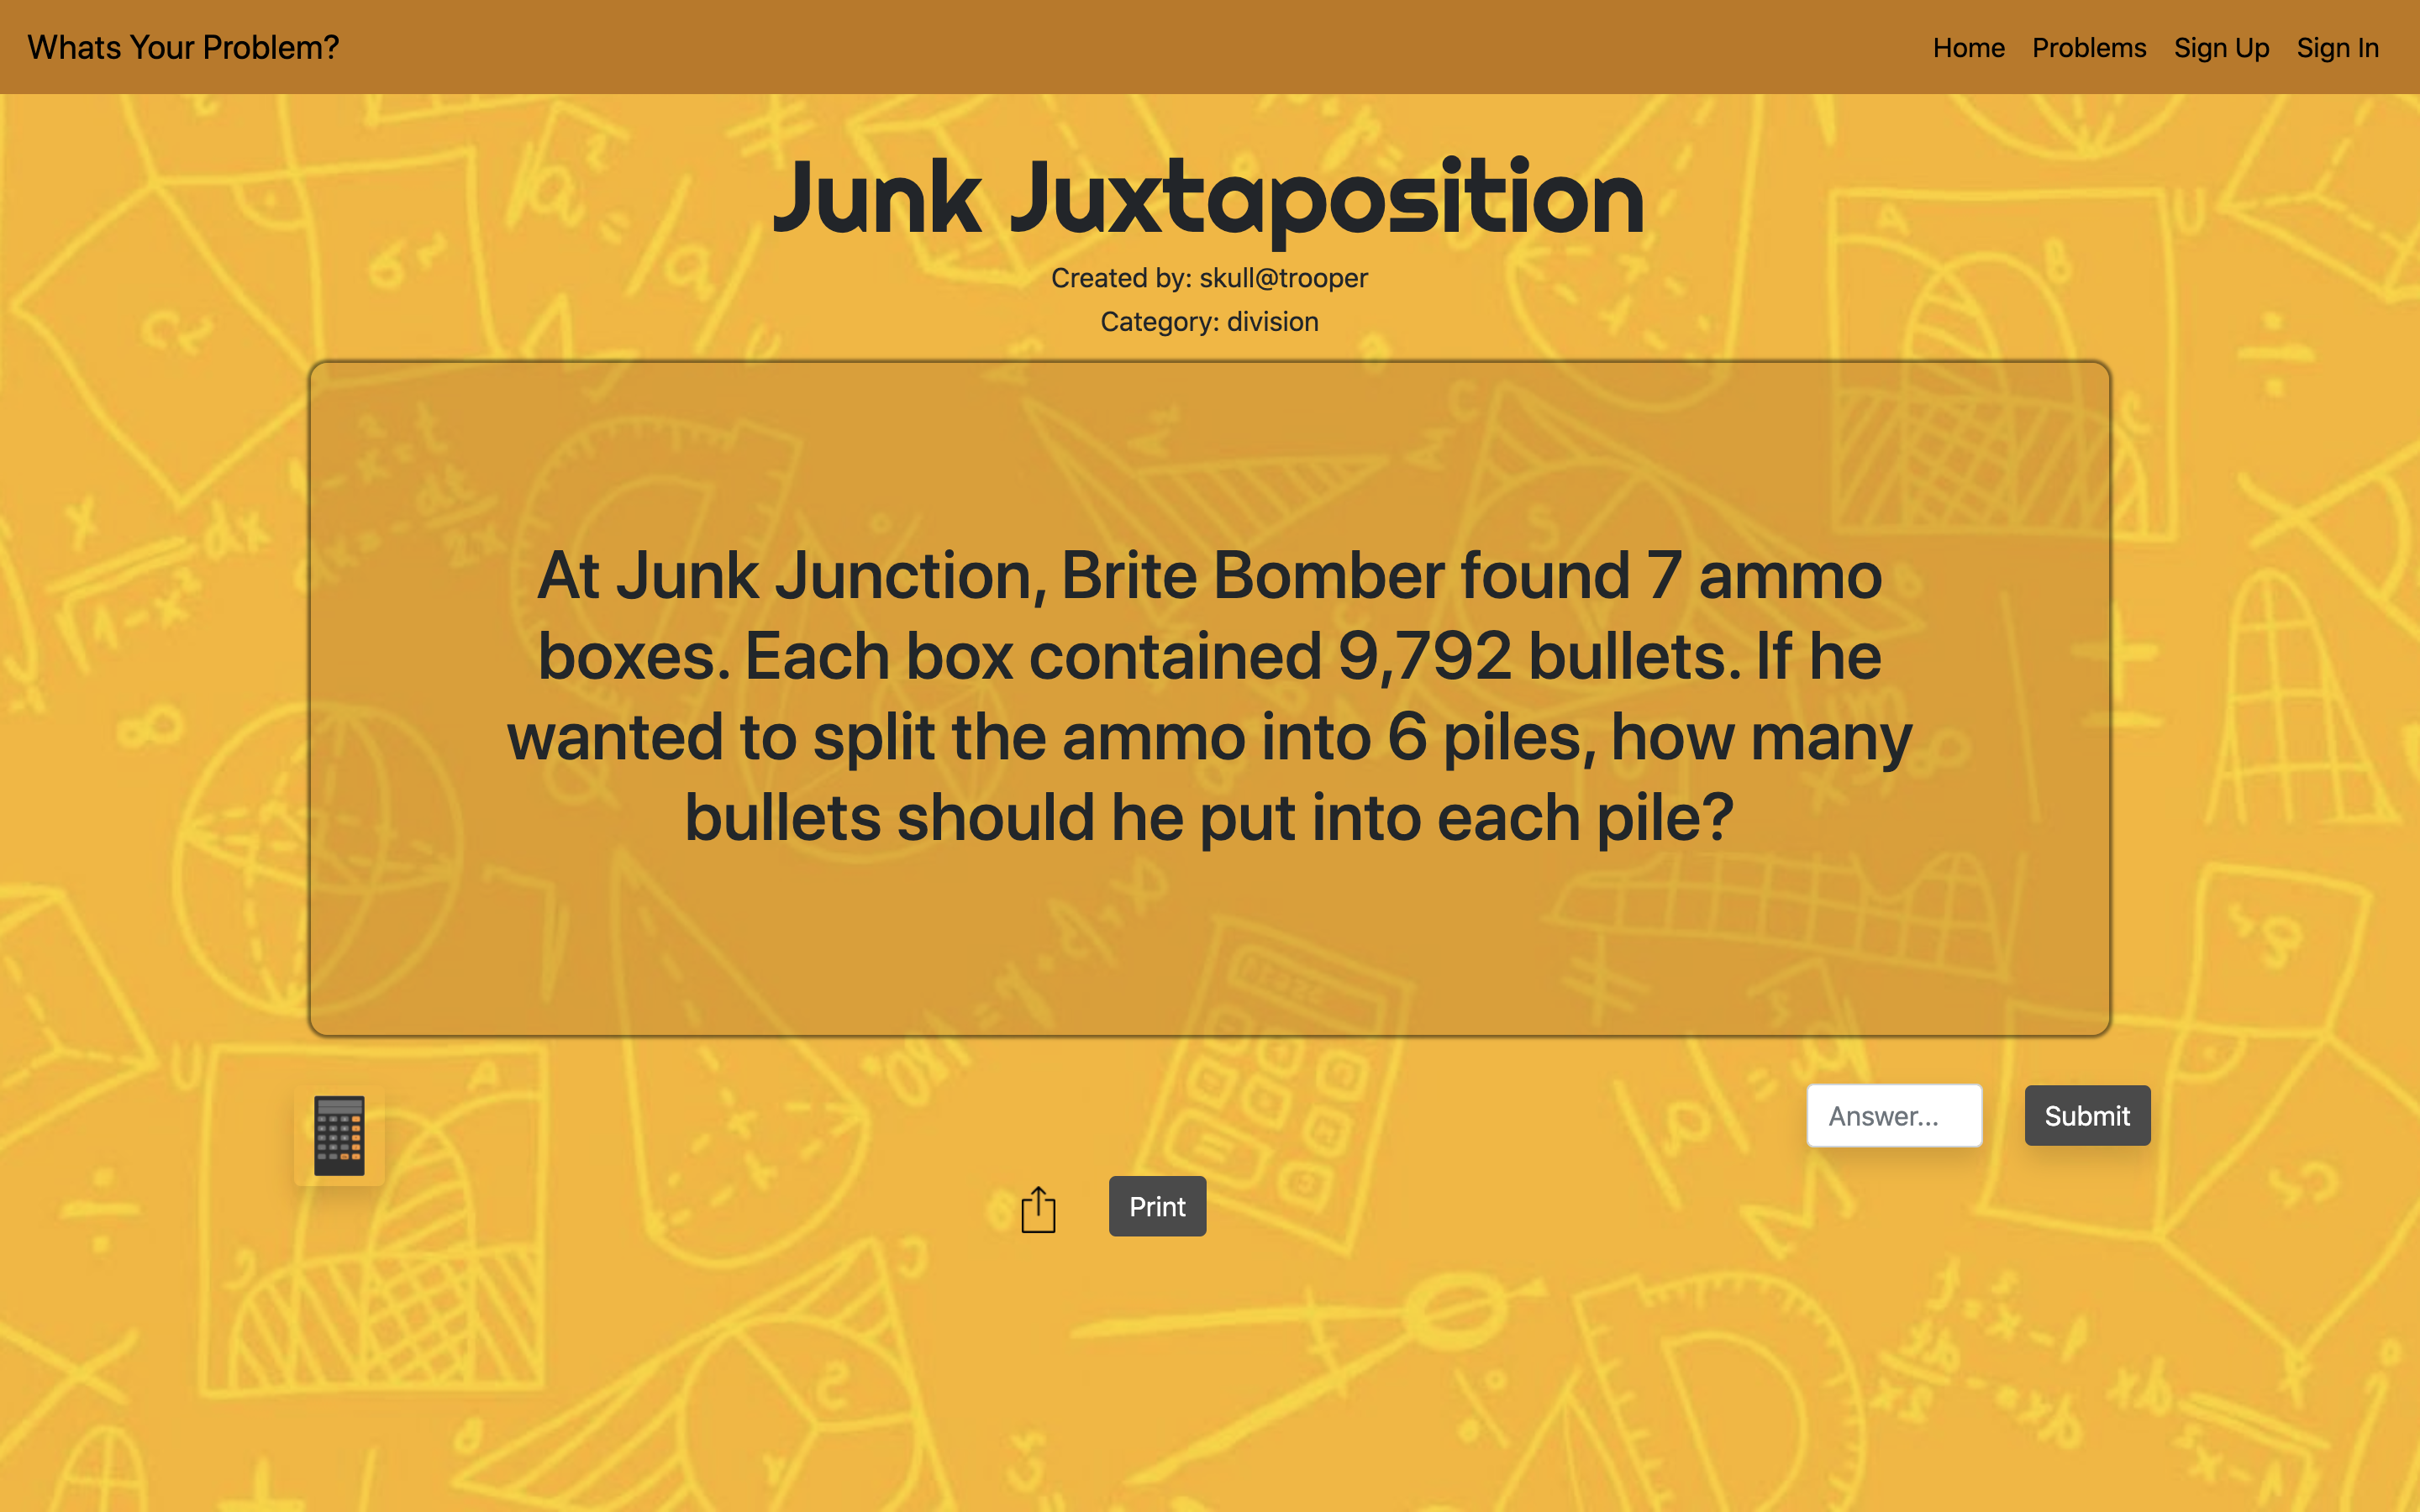 Whats Your Problem?
Home Problems Sign Up Sign In
Junk Juxtaposition
Created by: skull@trooper
Category: division
At Junk Junction, Brite Bomber found 7 ammo
boxes. Each box contained 9,792 bullets. If he
wanted to split the ammo into 6 piles, how many
bullets should he put into each pile?
Answer...
Submit
Print